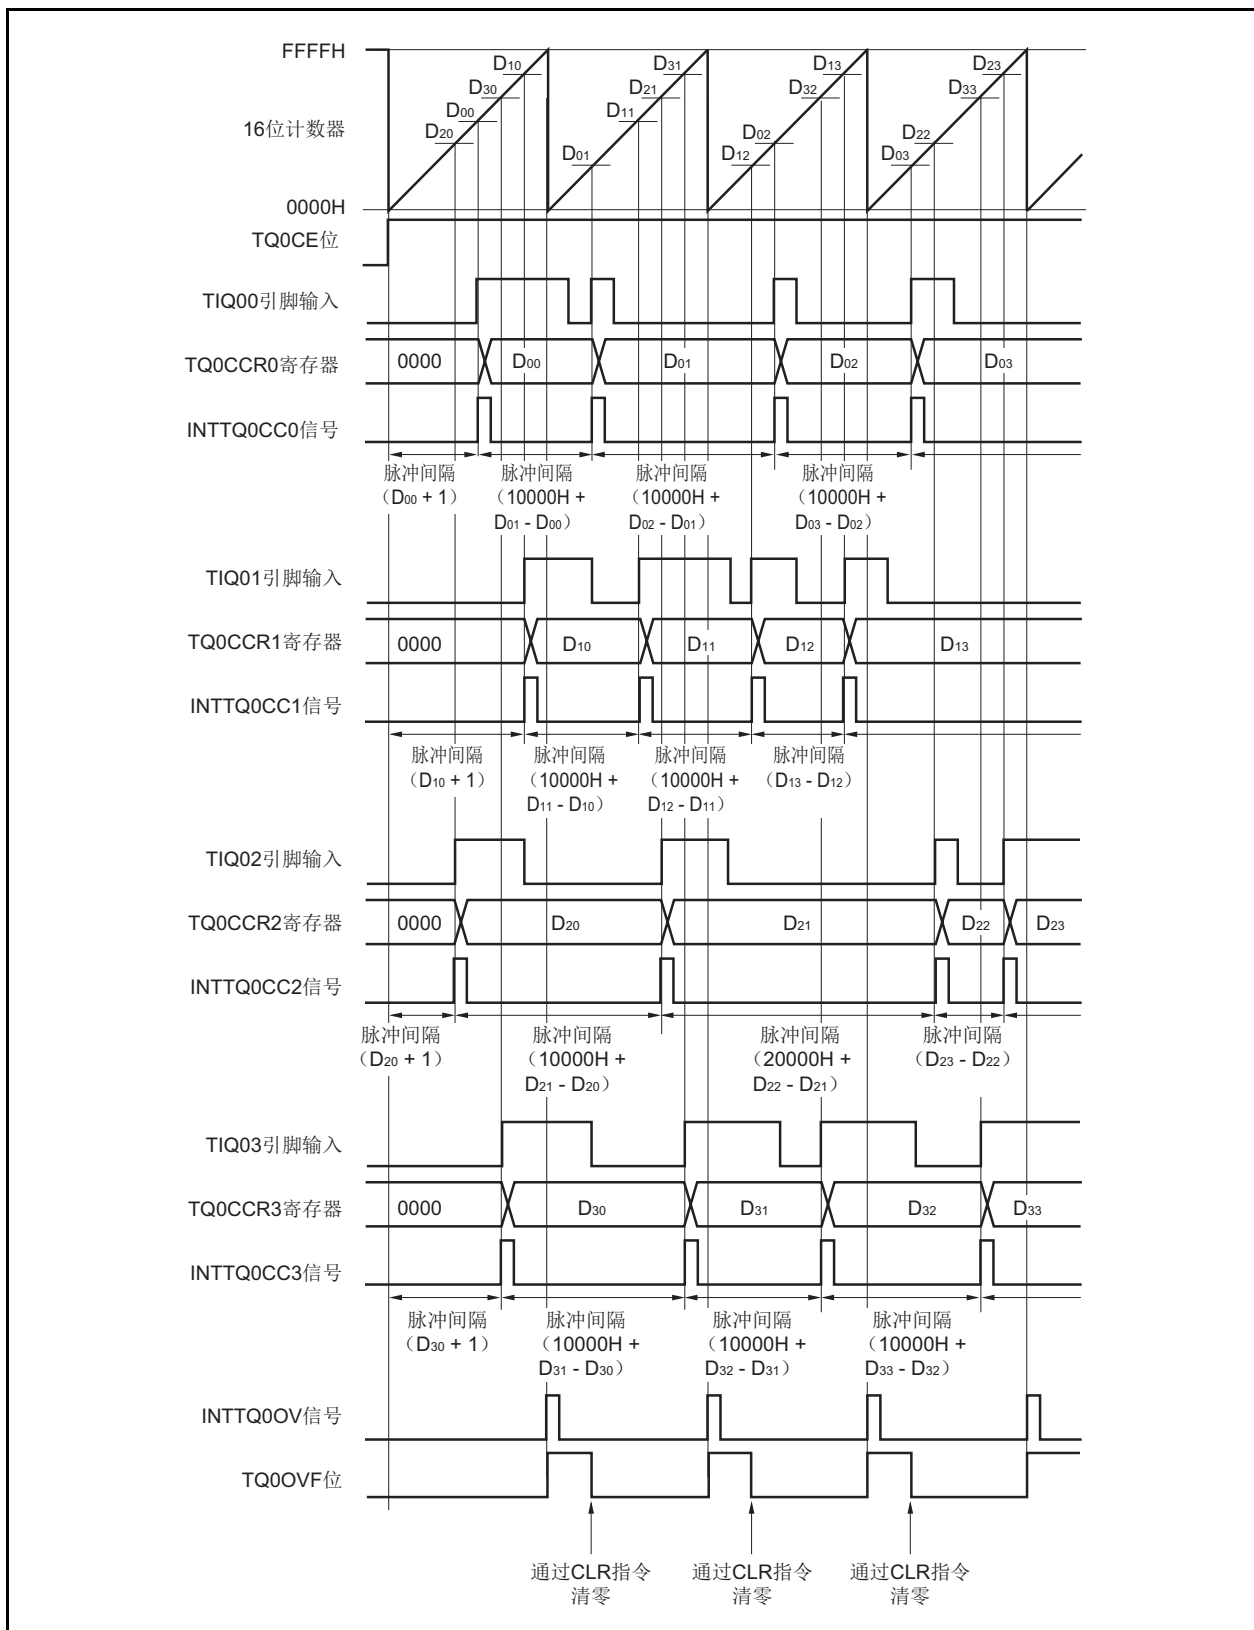 FFFFH
D10
D31
D13
D23
D30
D21
D32
D33
D00
D11
16位计数器
D20
D02
D22
D01
D12
D03
0000H
TQ0CE位
TIQ00引脚输入
TQ0CCR0寄存器
0000
D00
D01
D02
D03
INTTQ0CC0信号
脉冲间隔
（D00 + 1）
脉冲间隔
（10000H +
D01 - D00）
脉冲间隔
（10000H +
D02 - D01）
脉冲间隔
（10000H +
D03 - D02）
TIQ01引脚输入
TQ0CCR1寄存器
0000
D10
D11
D12
D13
INTTQ0CC1信号
脉冲间隔
（D10 + 1）
脉冲间隔
（10000H +
D11 - D10）
脉冲间隔
（10000H +
D12 - D11）
脉冲间隔
（D13 - D12）
TIQ02引脚输入
TQ0CCR2寄存器
0000
D20
D21
D22
D23
INTTQ0CC2信号
脉冲间隔
（D20 + 1）
脉冲间隔
（10000H +
D21 - D20）
脉冲间隔
（20000H +
D22 - D21）
脉冲间隔
（D23 - D22）
TIQ03引脚输入
TQ0CCR3寄存器
0000
D30
D31
D32
D33
INTTQ0CC3信号
脉冲间隔
（D30 + 1）
脉冲间隔
（10000H +
D31 - D30）
脉冲间隔
（10000H +
D32 - D31）
脉冲间隔
（10000H +
D33 - D32）
INTTQ0OV信号
TQ0OVF位
通过CLR指令
清零
通过CLR指令
清零
通过CLR指令
清零